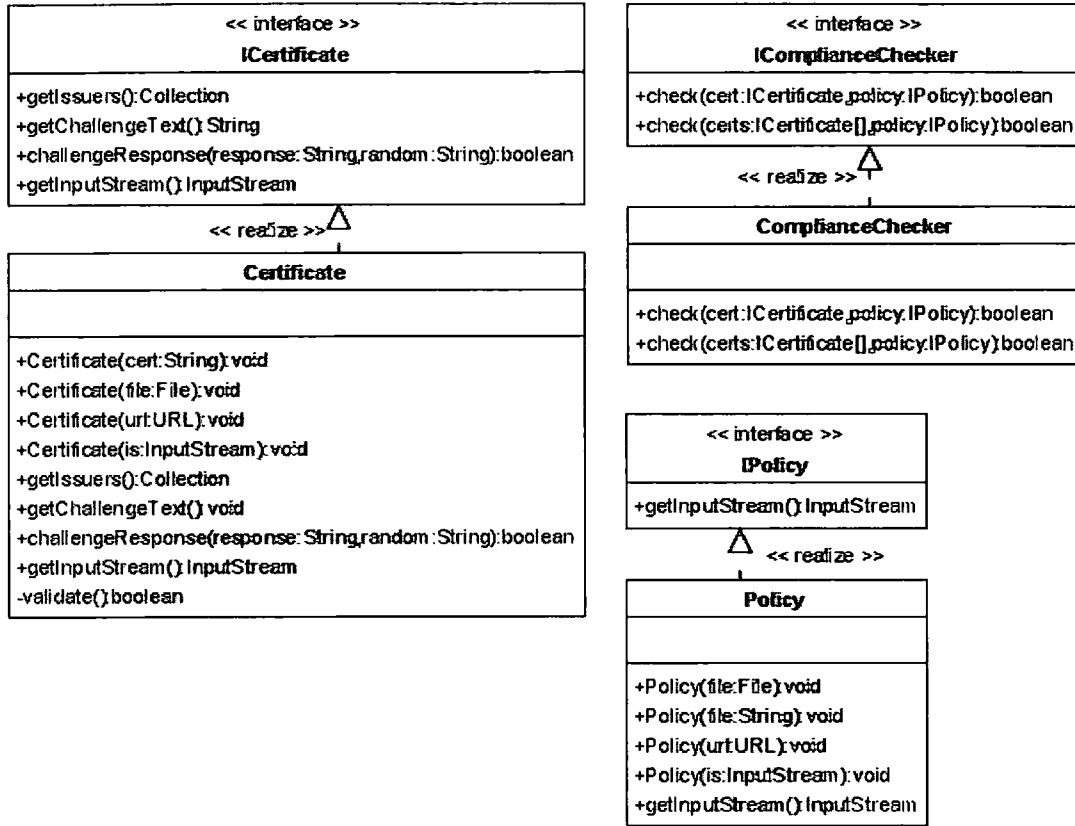 << interface >>
ICertificate
+getIssuers():Collection
+getChallengeText():String
+challengeResponse(response:String,random:String):boolean
+getInputStream():InputStream
<< realize >>
Certificate
+Certificate(cert:String):void
+Certificate(file:File):void
+Certificate(url:URL):void
+Certificate(is:InputStream):void
+getIssuers():Collection
+getChallengeText():void
+challengeResponse(response:String,random:String):boolean
+getInputStream():InputStream
-validate():boolean
<< interface >>
IComplianceChecker
+check(cert:ICertificate,policy:IPolicy):boolean
+check(certs:ICertificate[],policy:IPolicy):boolean
<< realize >>
ComplianceChecker
+check(cert:ICertificate,policy:IPolicy):boolean
+check(certs:ICertificate[],policy:IPolicy):boolean
<< interface >>
IPolicy
+getInputStream():InputStream
<< realize >>
Policy
+Policy(file:File):void
+Policy(file:String):void
+Policy(url:URL):void
+Policy(is:InputStream):void
+getInputStream():InputStream